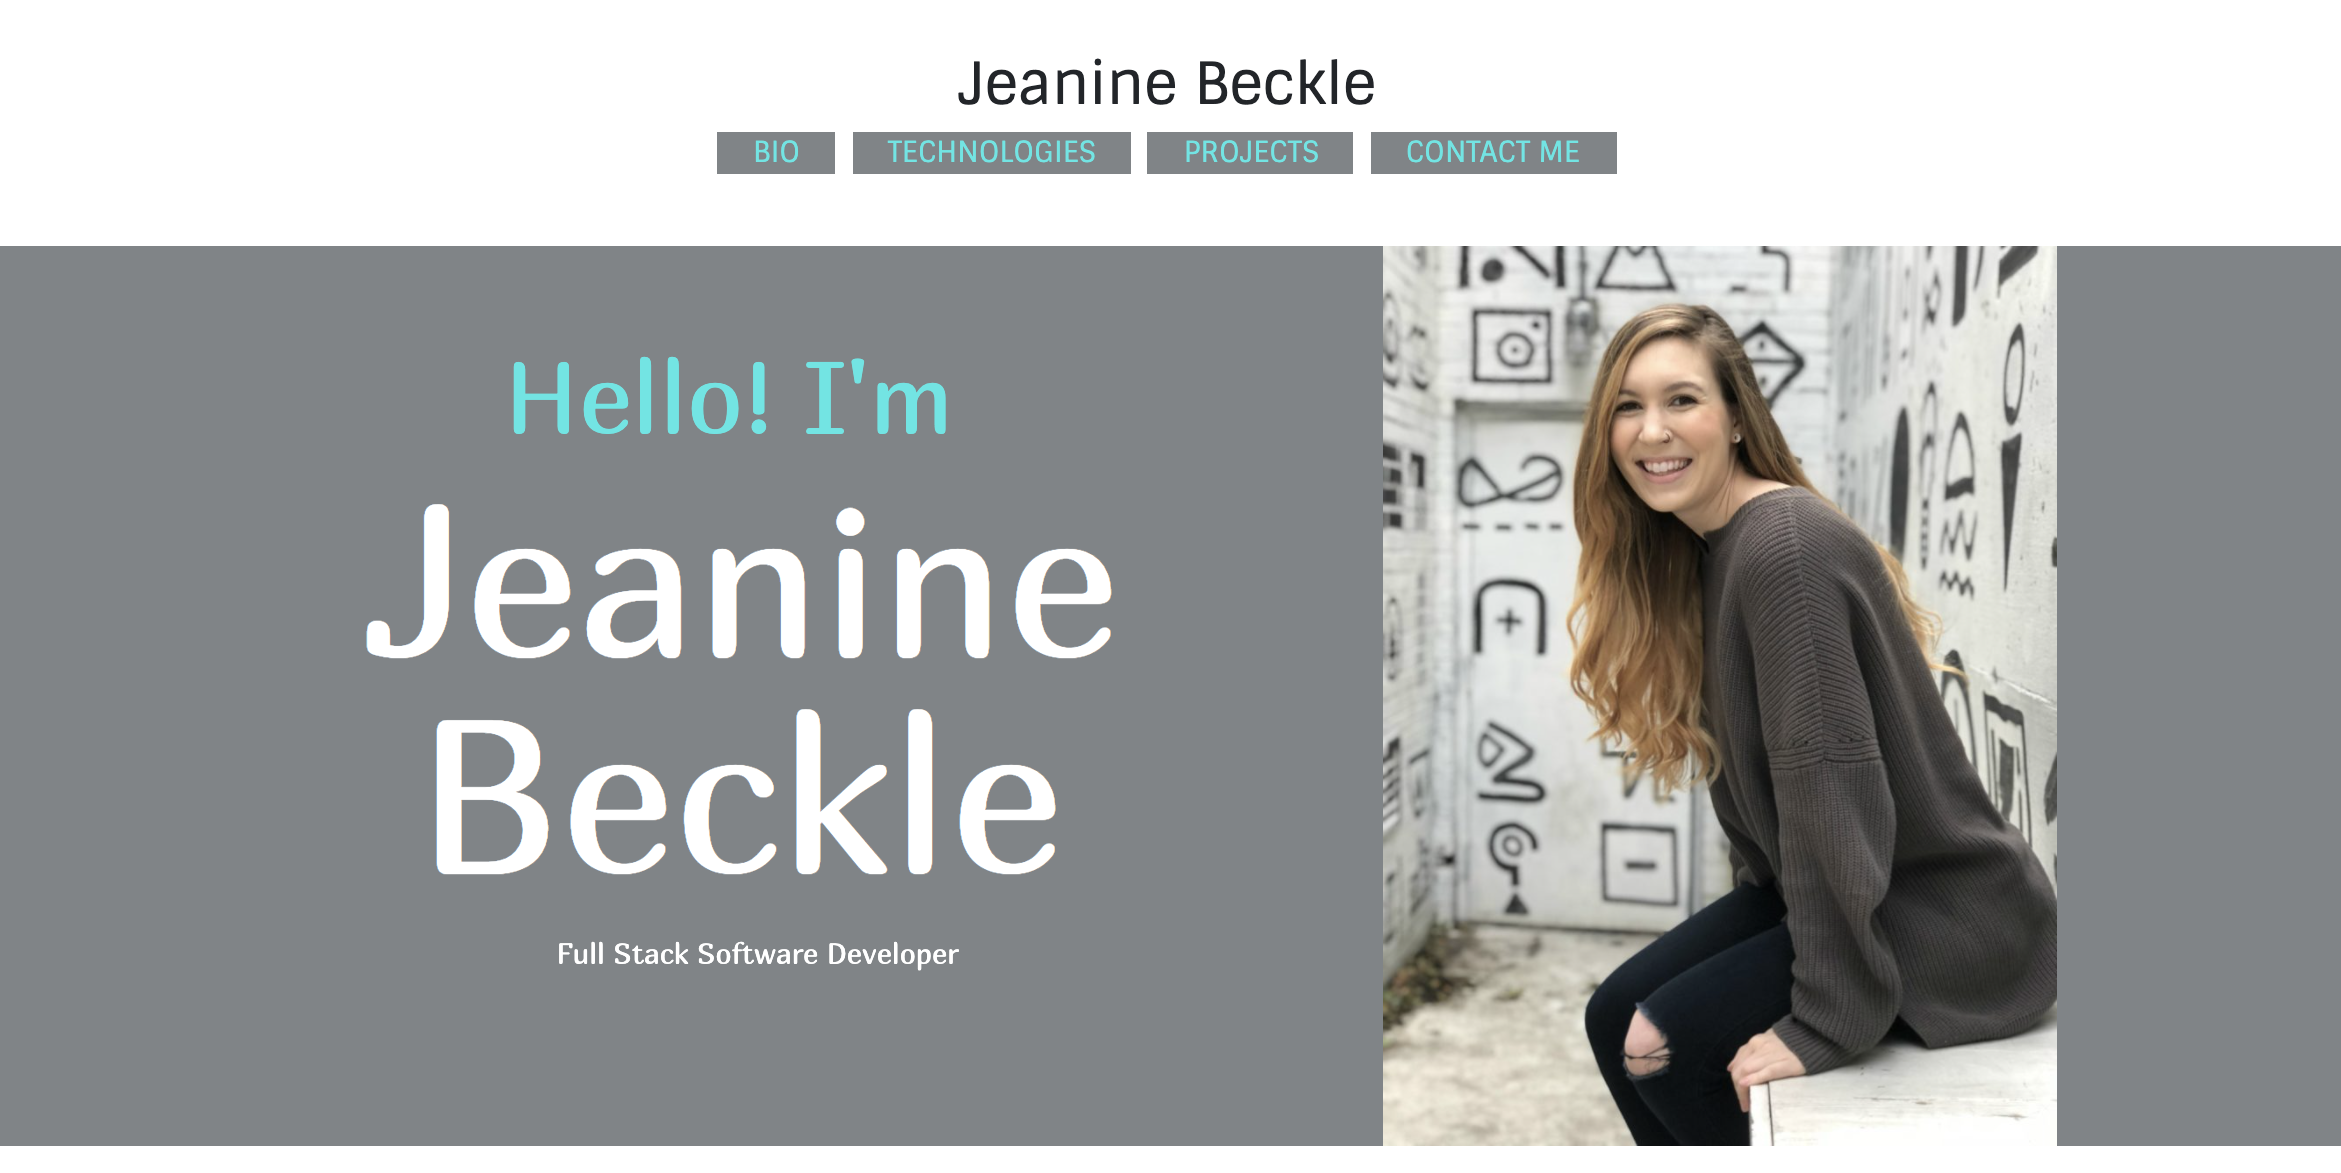 Jeanine Beckle
BIO TECHNOLOGIES PROJECTS CONTACT ME
Hello! I'm
Jeanine
Beckle
Full Stack Software Developer